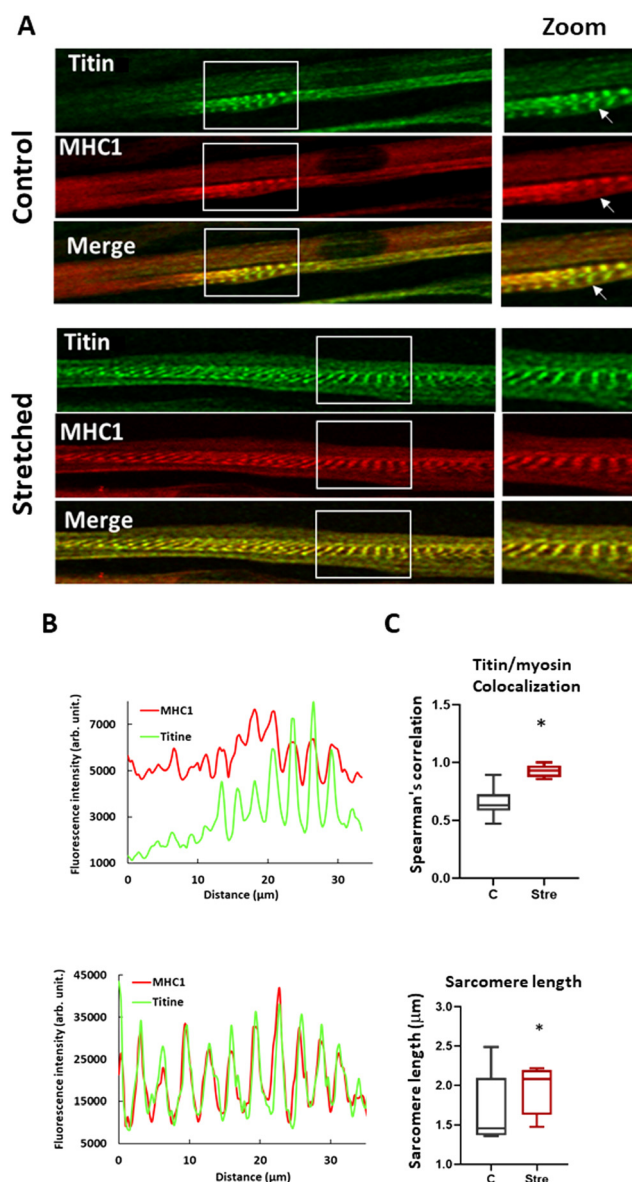 A
Zoom
Control
Titin
MHC1
Merge
Stretched
Titin
MHC1
Merge
B
Fluorescence intensity (arb. unit.)
7000
5000
3000
1000
MHC1
Titine
0
10
20
30
Distance (µm)
C
Titin/myosin
Colocalization
Spearman's correlation
1.5
1.0
0.5
0.0
*
C
Stre
Fluorescence intensity (arb. unit.)
45000
35000
25000
15000
5000
MHC1
Titine
0
10
20
30
Distance (µm)
Sarcomere length
Sarcomere length (µm)
3.0
2.5
2.0
1.5
1.0
*
C
Stre